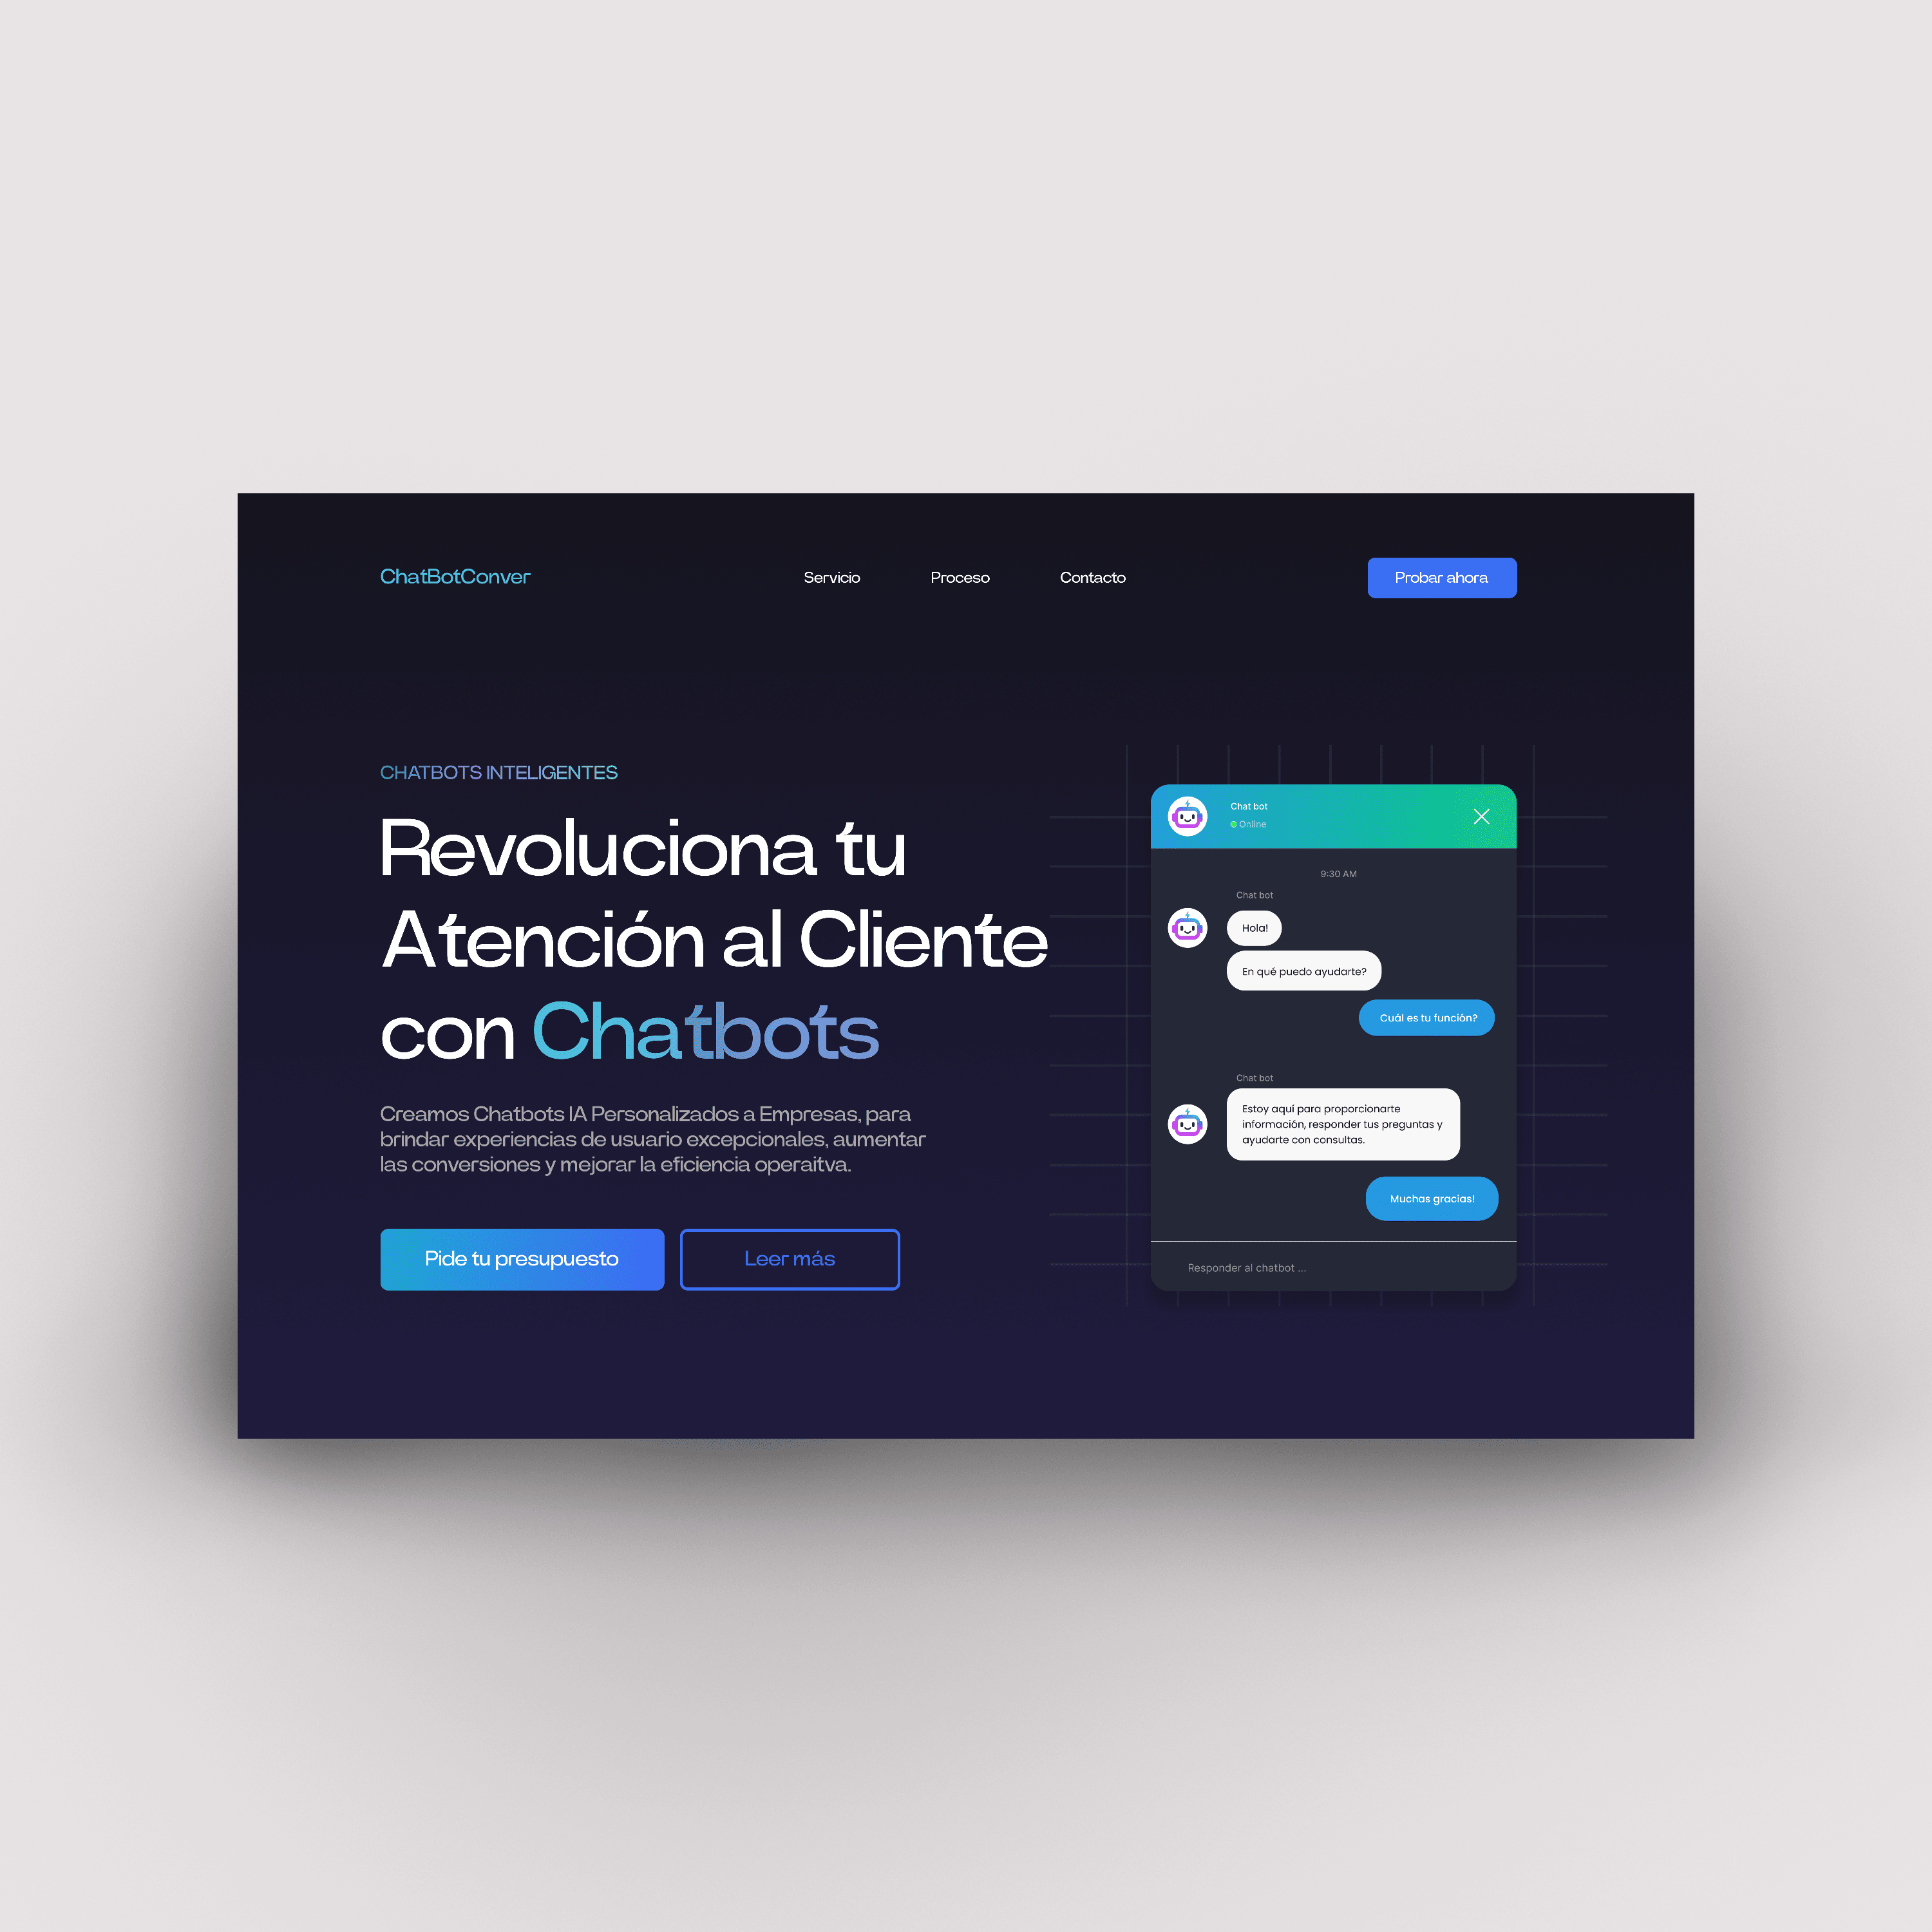 ChatBotConver
Servicio
Proceso
Contacto
Probar ahora
CHATBOTS INTELIGENTES
Revoluciona tu
Atención al Cliente
con Chatbots
Creamos Chatbots IA Personalizados a Empresas, para
brindar experiencias de usuario excepcionales, aumentar
las conversiones y mejorar la eficiencia operaitva.
Pide tu presupuesto
Leer más
Chat bot
Online
9:30 AM
Chat bot
Hola!
En qué puedo ayudarte?
Cuál es tu función?
Chat bot
Estoy aquí para proporcionarte
información, responder tus preguntas y
ayudarte con consultas.
Muchas gracias!
Responder al chatbot ...